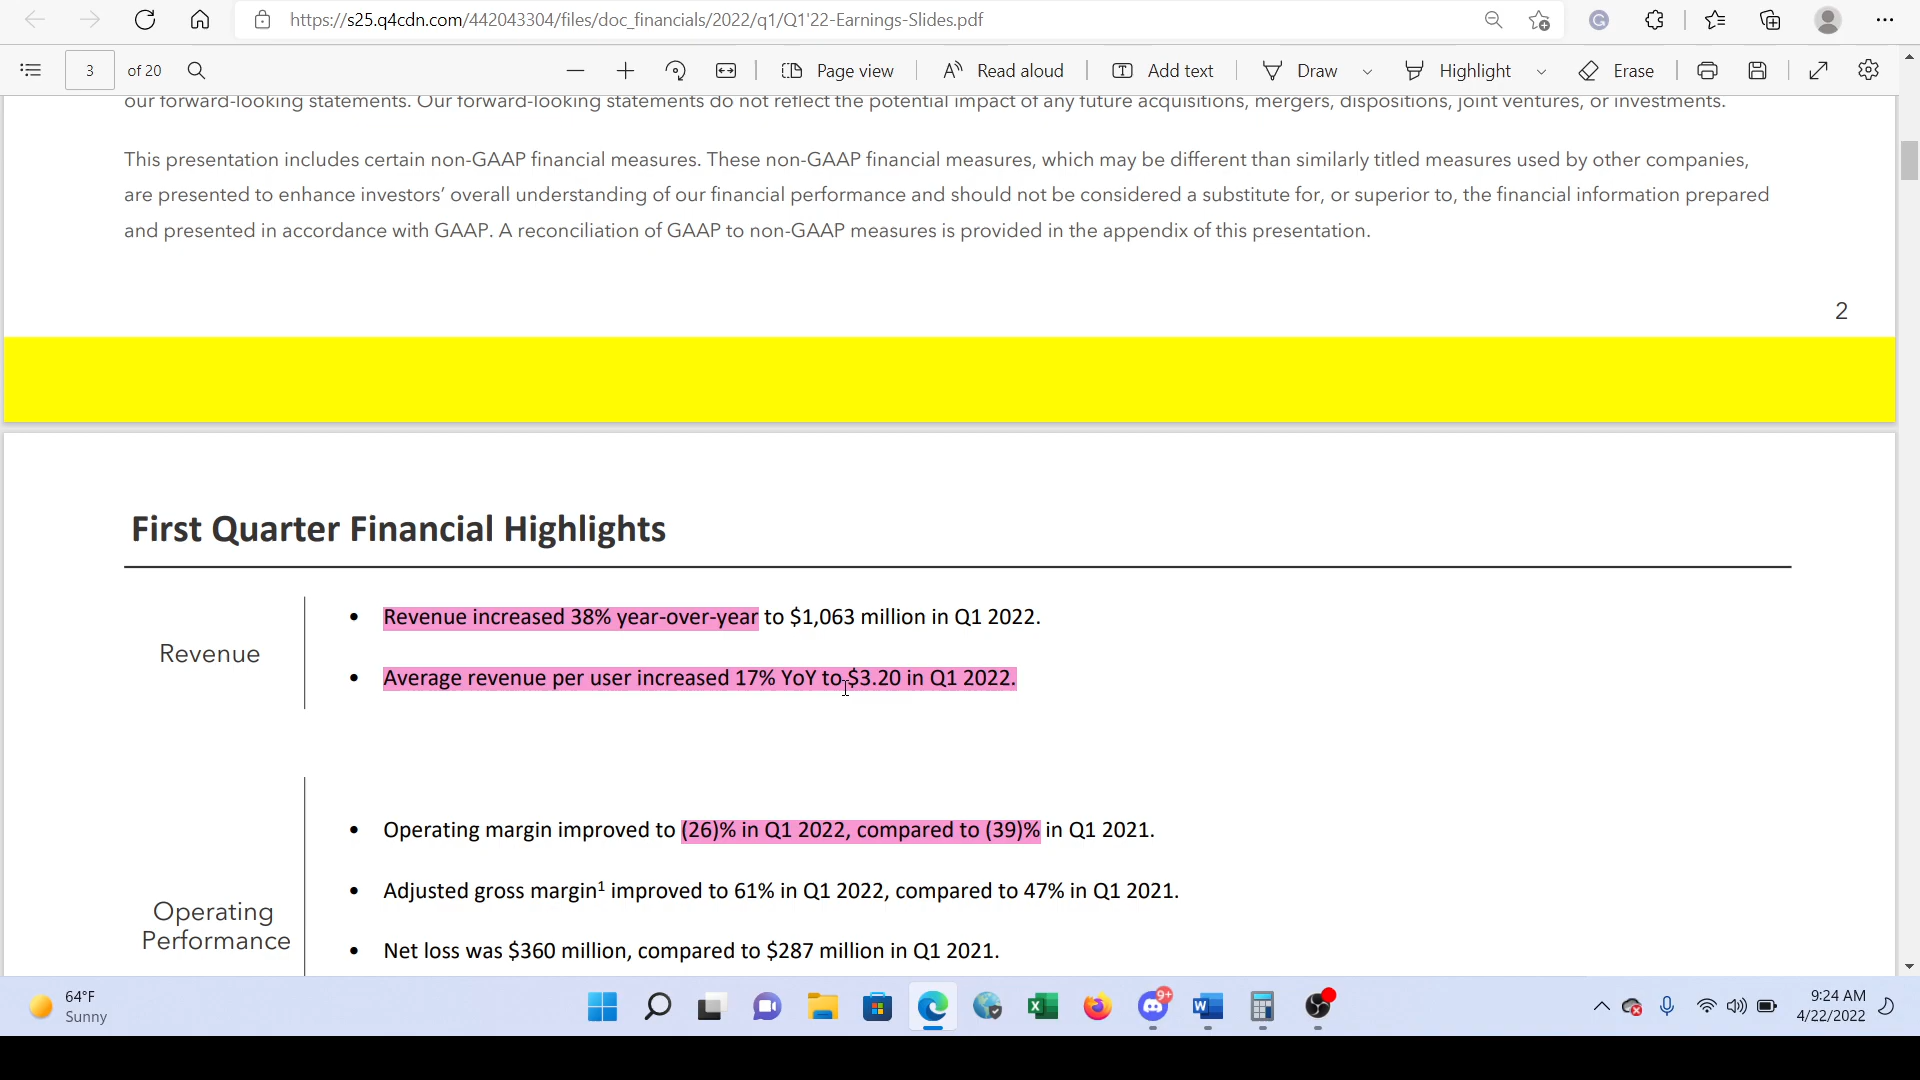 https://s25.q4cdn.com/442043304/files/doc_financials/2022/q1/Q1'22-Earnings-Slides.pdf
3 of 20 Page view Read aloud Add text Draw Highlight Erase
our forward-looking statements. Our forward-looking statements do not reflect the potential impact of any future acquisitions, mergers, dispositions, joint ventures, or investments.
This presentation includes certain non-GAAP financial measures. These non-GAAP financial measures, which may be different than similarly titled measures used by other companies,
are presented to enhance investors’ overall understanding of our financial performance and should not be considered a substitute for, or superior to, the financial information prepared
and presented in accordance with GAAP. A reconciliation of GAAP to non-GAAP measures is provided in the appendix of this presentation.
2
First Quarter Financial Highlights
Revenue
• Revenue increased 38% year-over-year to $1,063 million in Q1 2022.
• Average revenue per user increased 17% YoY to $3.20 in Q1 2022.
Operating
Performance
• Operating margin improved to (26)% in Q1 2022, compared to (39)% in Q1 2021.
• Adjusted gross margin¹ improved to 61% in Q1 2022, compared to 47% in Q1 2021.
• Net loss was $360 million, compared to $287 million in Q1 2021.
64°F
Sunny
9+
9:24 AM
4/22/2022